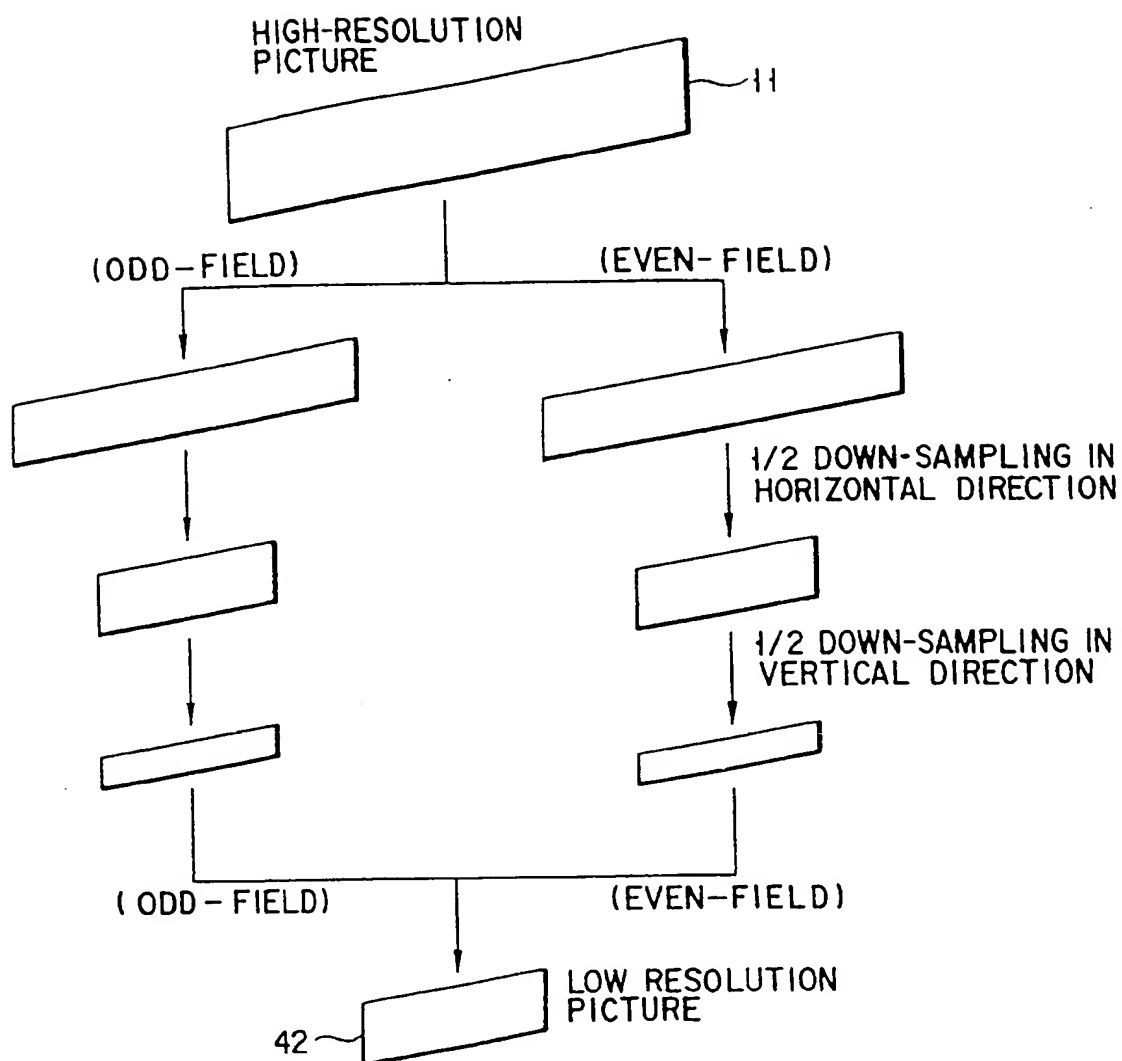 HIGH-RESOLUTION
PICTURE
11
(ODD-FIELD)
(EVEN-FIELD)
1/2 DOWN-SAMPLING IN
HORIZONTAL DIRECTION
1/2 DOWN-SAMPLING IN
VERTICAL DIRECTION
(ODD-FIELD)
(EVEN-FIELD)
LOW RESOLUTION
PICTURE
42